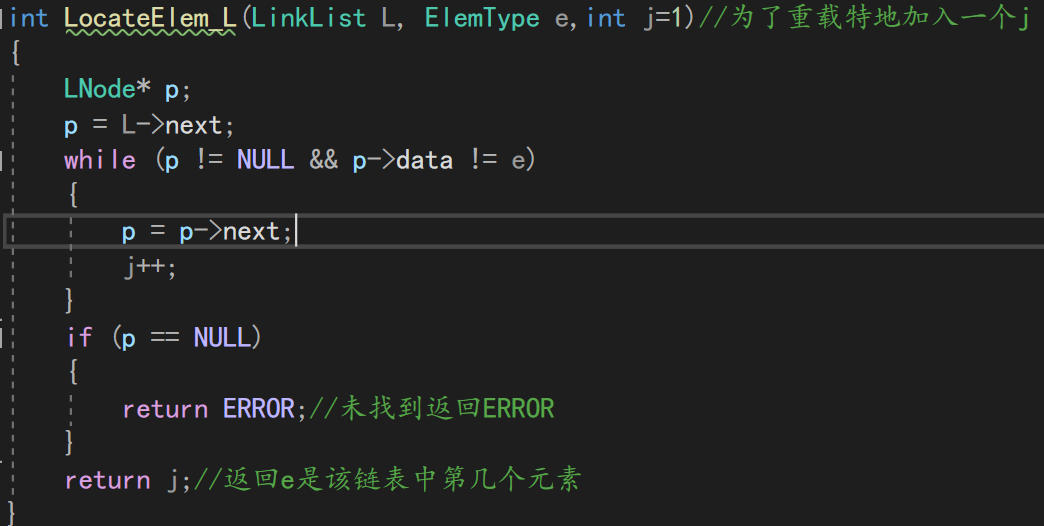 int LocateElem_L(LinkList L, ElemType e,int j=1)//为了重载特地加入一个j
{
LNode* p;
p = L->next;
while (p != NULL && p->data != e)
{
p = p->next;
j++;
}
if (p == NULL)
{
return ERROR;//未找到返回ERROR
}
return j;//返回e是该链表中第几个元素
}